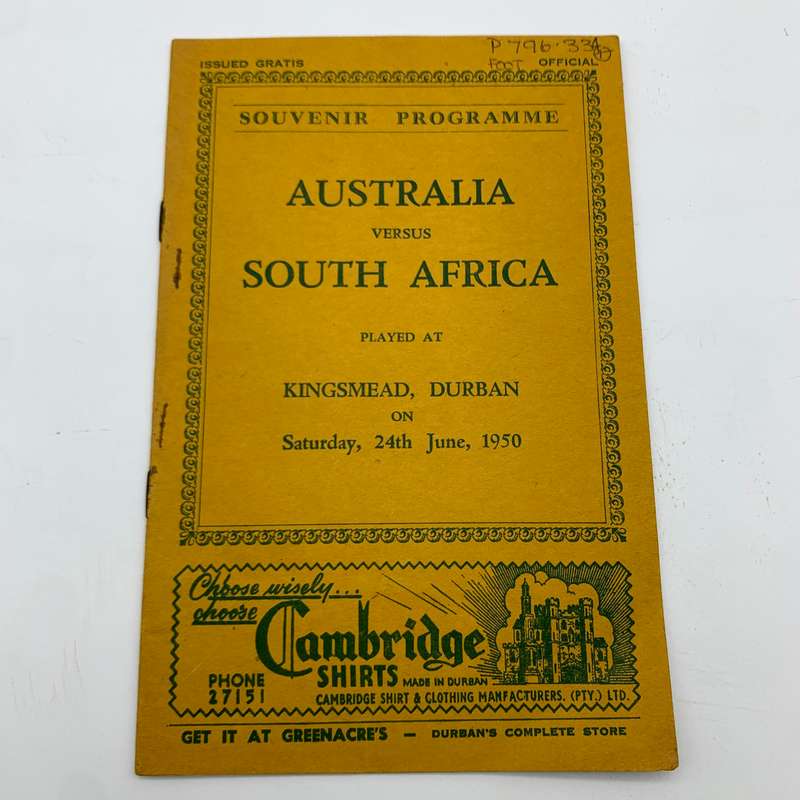 P 796.334
ISSUED GRATIS FOOT OFFICIAL
SOUVENIR PROGRAMME
AUSTRALIA
VERSUS
SOUTH AFRICA
PLAYED AT
KINGSMEAD, DURBAN
ON
Saturday, 24th June, 1950
Choose wisely...
choose
Cambridge
SHIRTS MADE IN DURBAN
PHONE
27151
CAMBRIDGE SHIRT & CLOTHING MANFACTURERS. (PTY.) LTD.
GET IT AT GREENACRE'S – DURBAN'S COMPLETE STORE